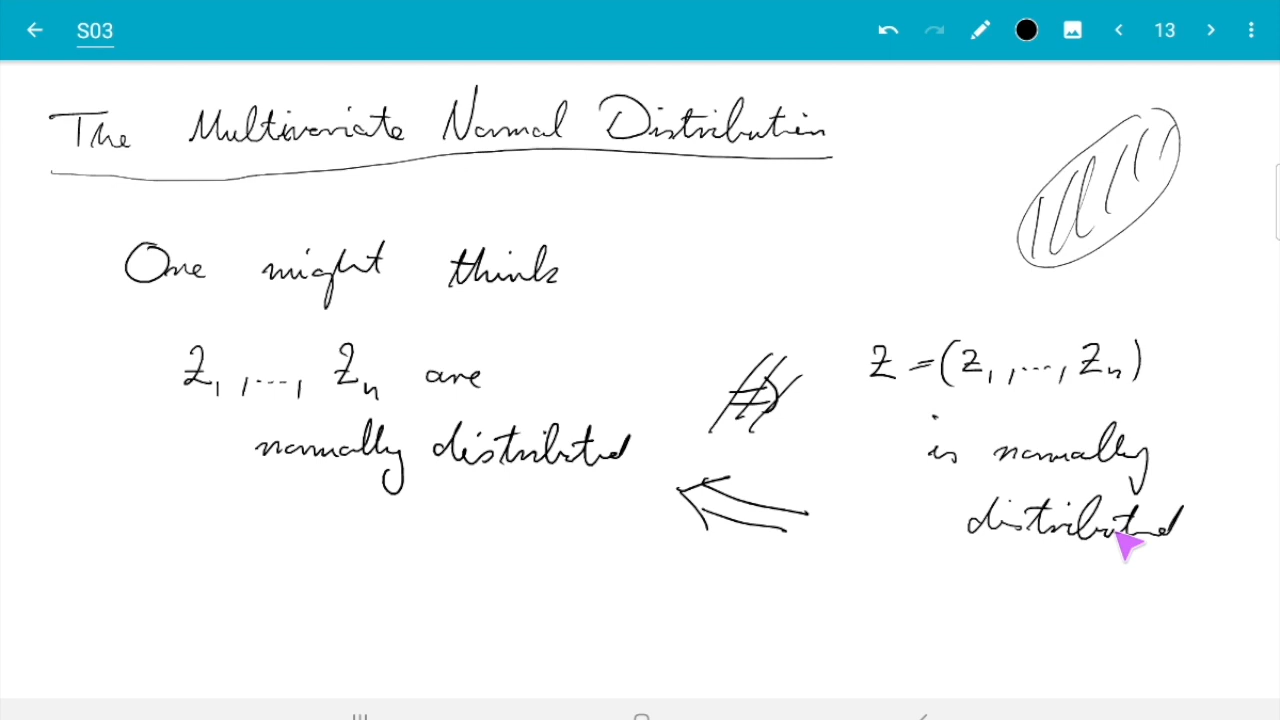 S03
13
The Multivariate Normal Distribution
One might think
Z₁,..., Zₙ are
normally distributed
⇏
Z = (Z₁,..., Zₙ)
is normally
distributed
⇐